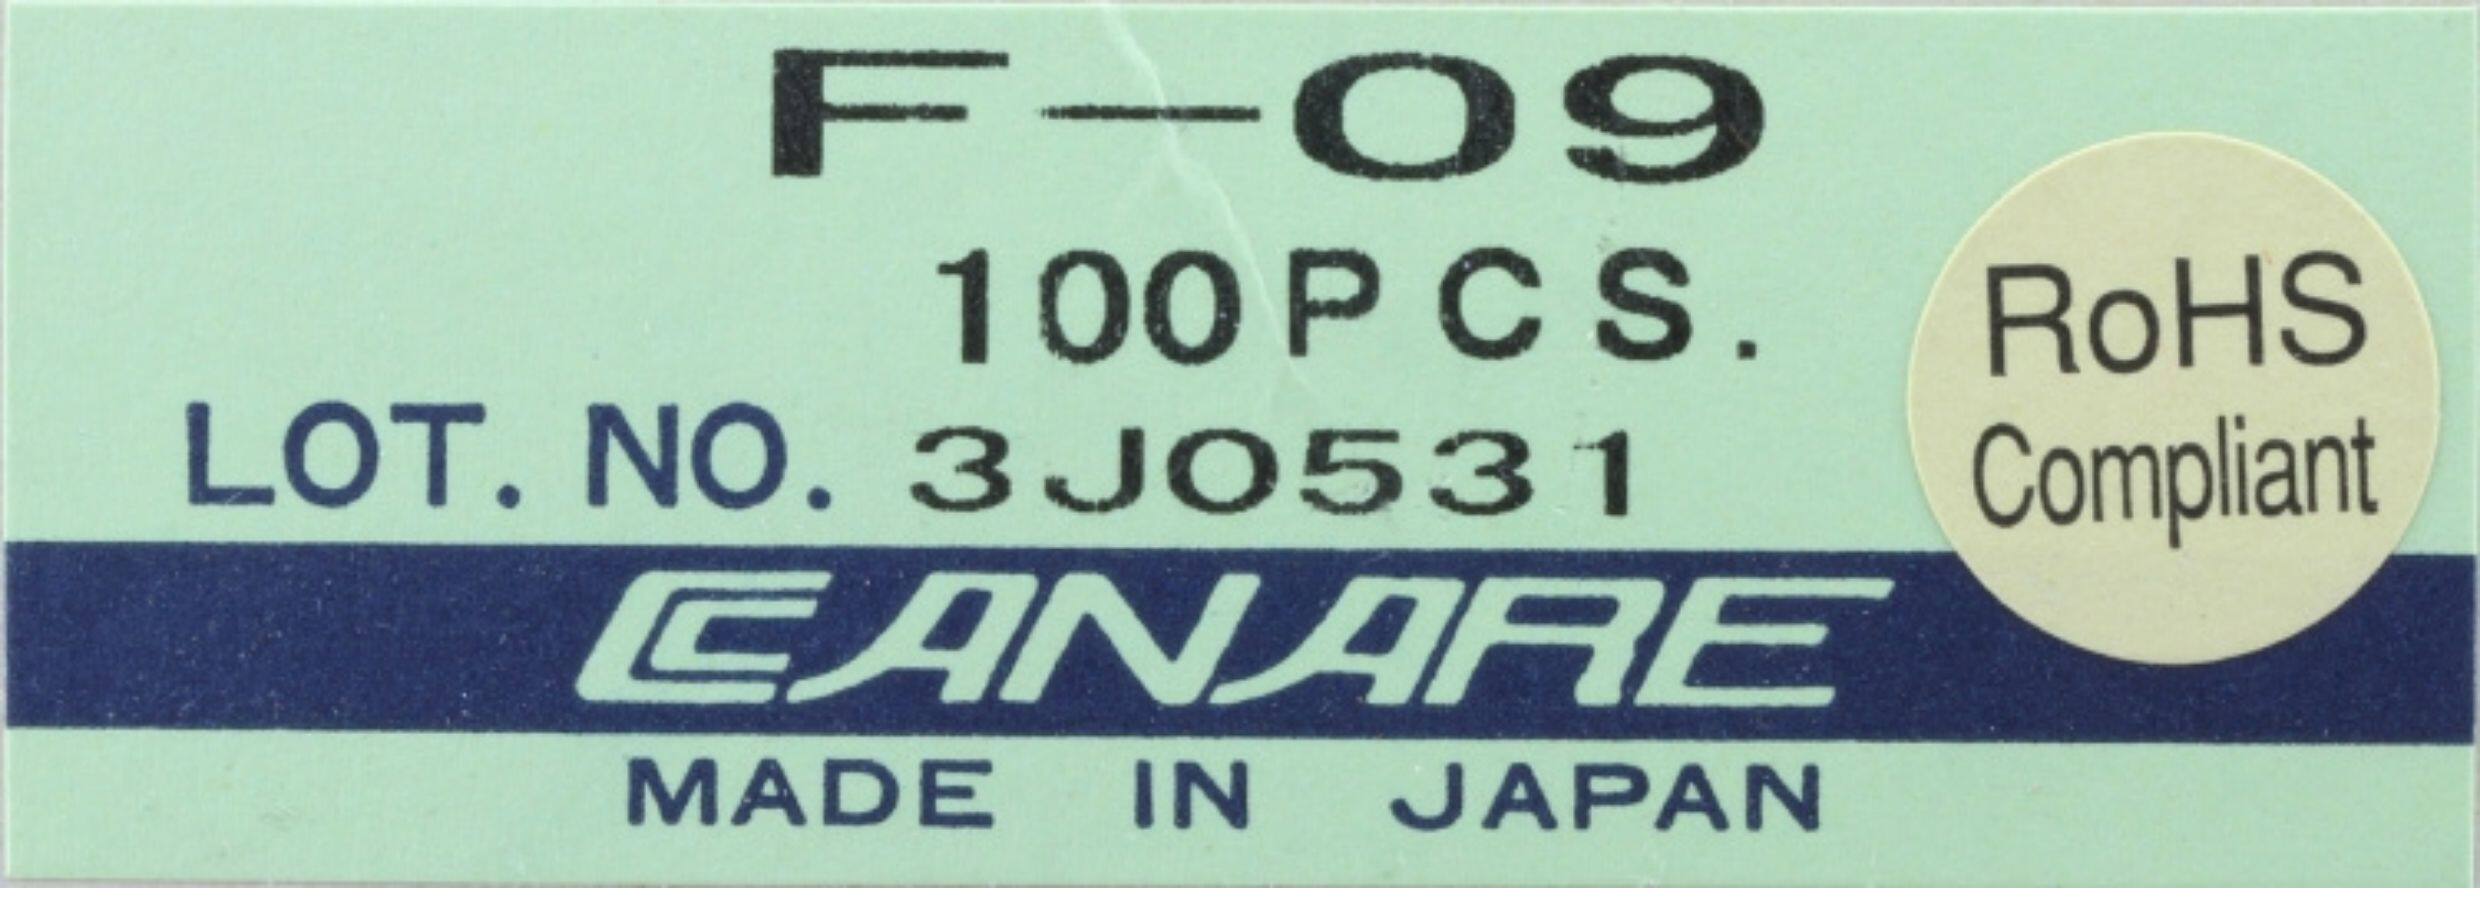 F-09
100PCS.
LOT. NO. 3J0531
RoHS
Compliant
CANARE
MADE IN JAPAN